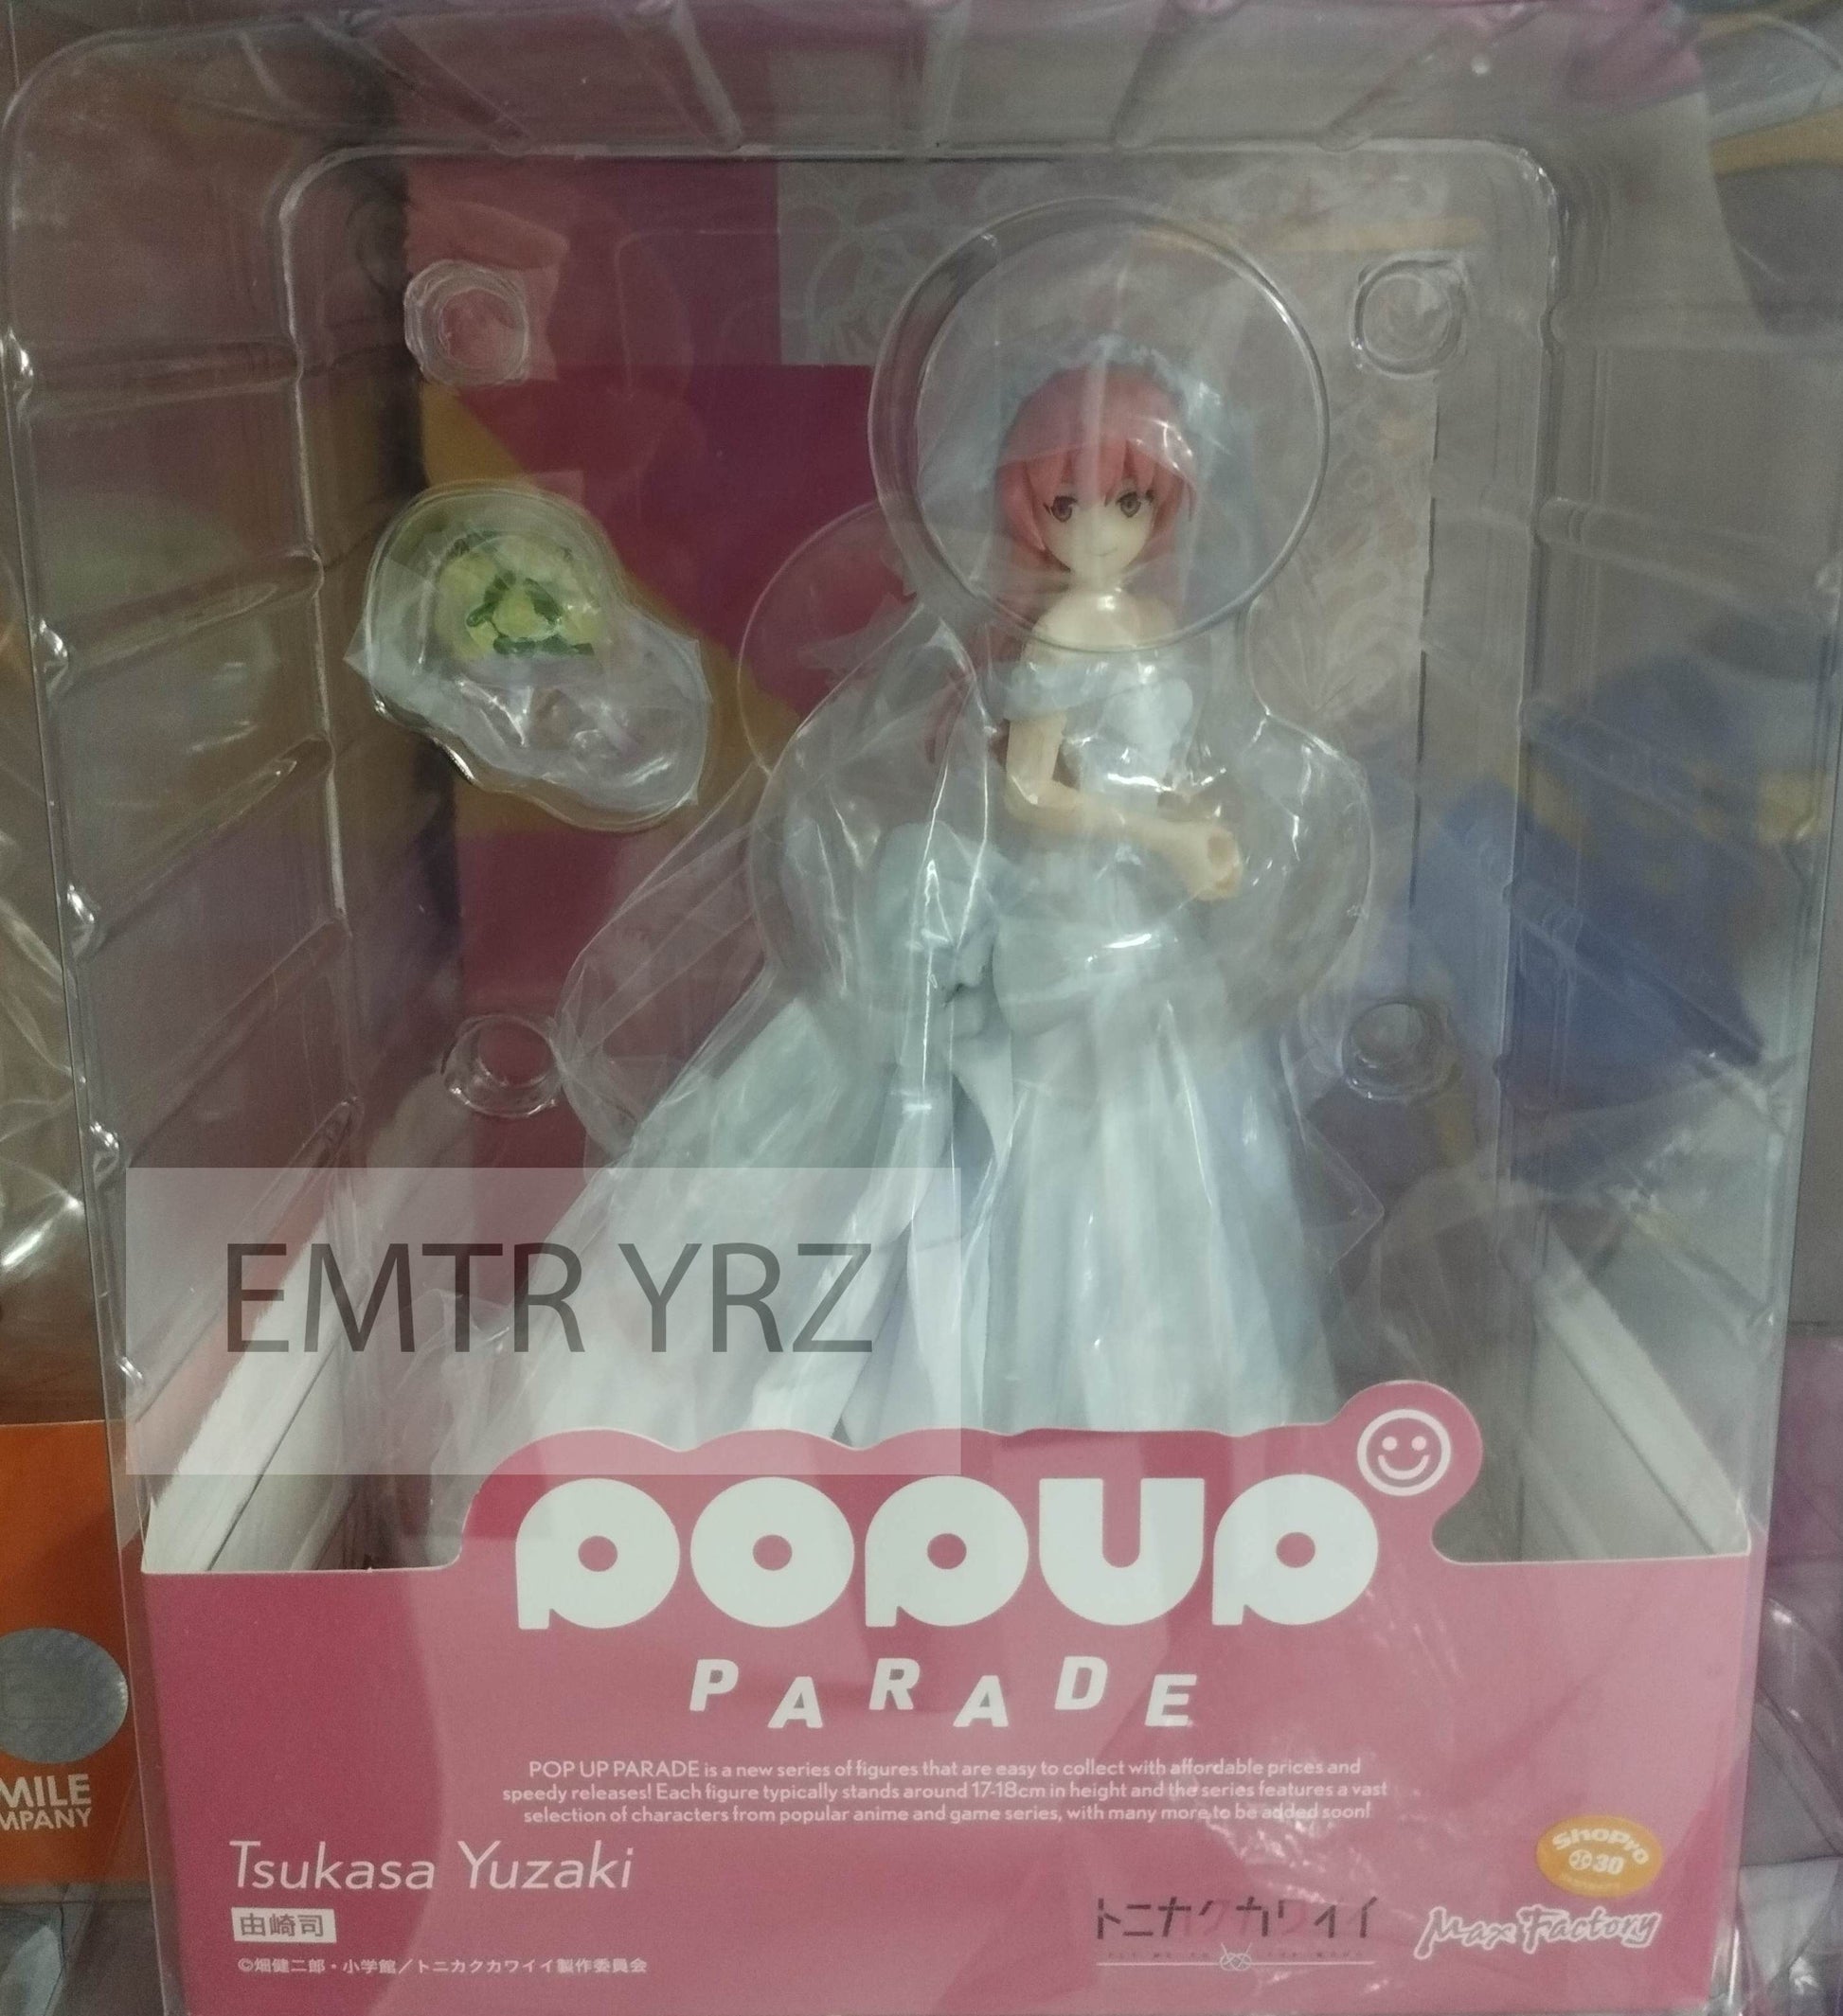 EMTR YRZ
POPUP
PARADE
POP UP PARADE is a new series of figures that are easy to collect with affordable prices and
speedy releases! Each figure typically stands around 17-18cm in height and the series features a vast
selection of characters from popular anime and game series, with many more to be added soon!
Tsukasa Yuzaki
由崎司
©畑健二郎・小学館／トニカクカワイイ製作委員会
トニカクカワイイ
ShoPro
30
Max Factory
MILE
MPANY